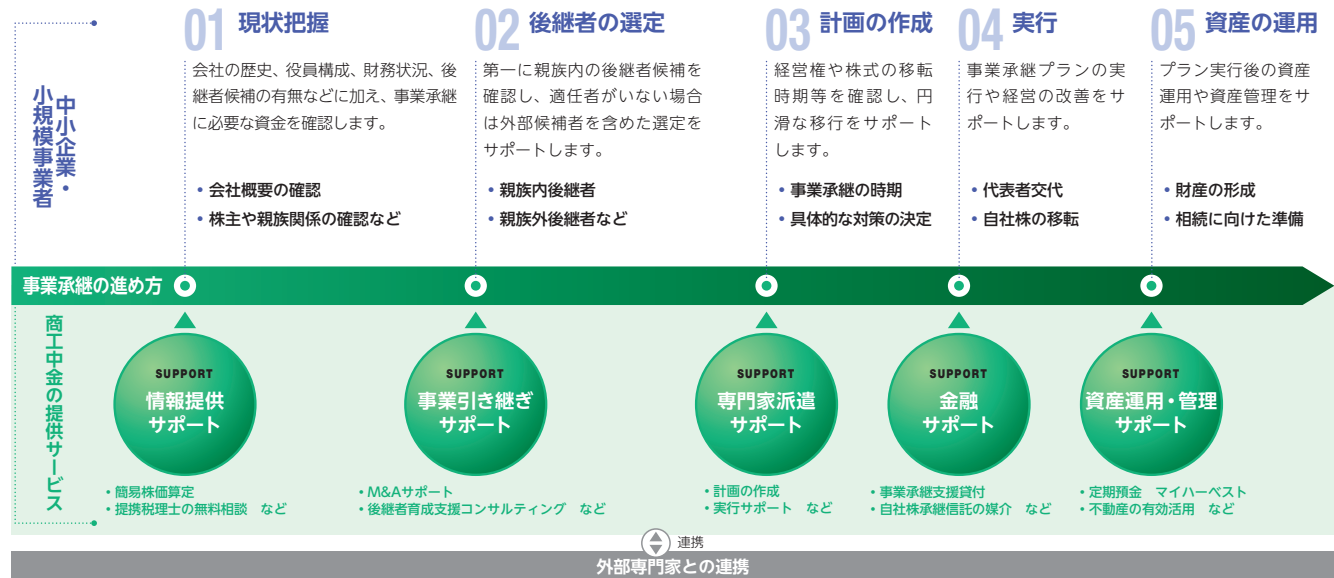 中小企業・
小規模事業者
01 現状把握
会社の歴史、役員構成、財務状況、後
継者候補の有無などに加え、事業承継
に必要な資金を確認します。
・会社概要の確認
・株主や親族関係の確認など
02 後継者の選定
第一に親族内の後継者候補を
確認し、適任者がいない場合
は外部候補者を含めた選定を
サポートします。
・親族内後継者
・親族外後継者など
03 計画の作成
経営権や株式の移転
時期等を確認し、円
滑な移行をサポート
します。
・事業承継の時期
・具体的な対策の決定
04 実行
事業承継プランの実
行や経営の改善をサ
ポートします。
・代表者交代
・自社株の移転
05 資産の運用
プラン実行後の資産
運用や資産管理をサ
ポートします。
・財産の形成
・相続に向けた準備
事業承継の進め方
商工中金の提供サービス
SUPPORT
情報提供
サポート
・簡易株価算定
・提携税理士の無料相談 など
SUPPORT
事業引き継ぎ
サポート
・M&Aサポート
・後継者育成支援コンサルティング など
SUPPORT
専門家派遣
サポート
・計画の作成
・実行サポート など
SUPPORT
金融
サポート
・事業承継支援貸付
・自社株承継信託の媒介 など
SUPPORT
資産運用・管理
サポート
・定期預金 マイハーベスト
・不動産の有効活用 など
連携
外部専門家との連携